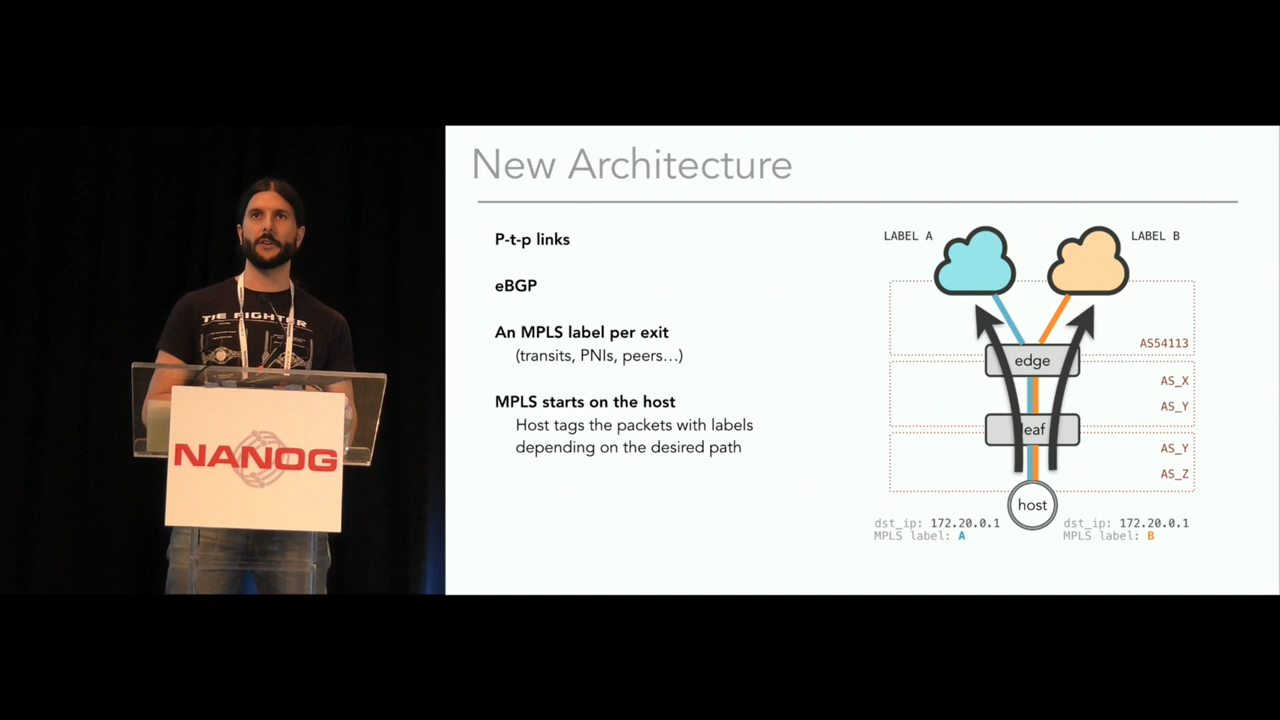 TIE FIGHTER
NANOG
New Architecture
P-t-p links
eBGP
An MPLS label per exit
(transits, PNIs, peers…)
MPLS starts on the host
Host tags the packets with labels
depending on the desired path
LABEL A
LABEL B
AS54113
edge
AS_X
AS_Y
leaf
AS_Y
AS_Z
host
dst_ip: 172.20.0.1
MPLS label: A
dst_ip: 172.20.0.1
MPLS label: B